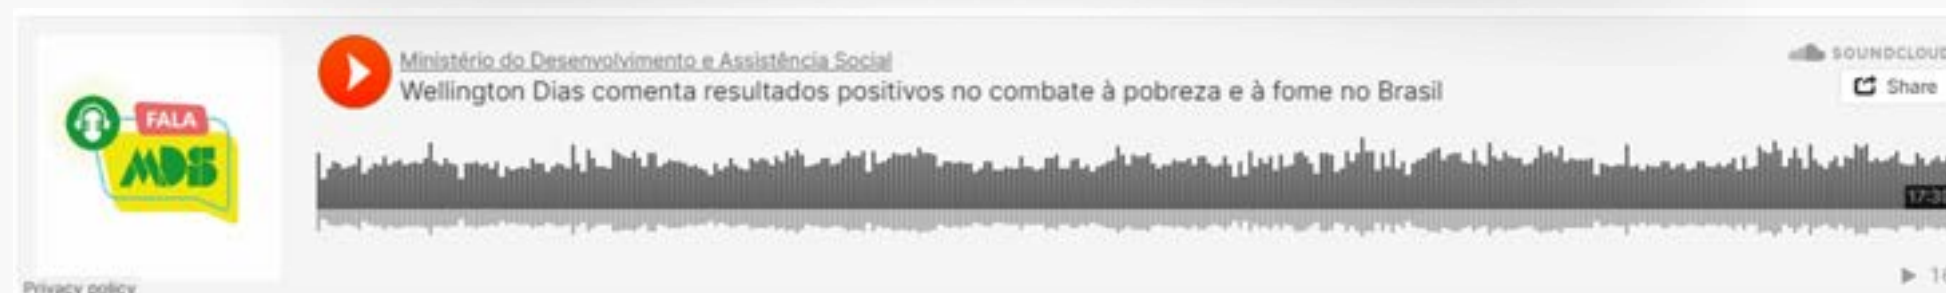 Ministério do Desenvolvimento e Assistência Social
SOUNDCLOUD
Wellington Dias comenta resultados positivos no combate à pobreza e à fome no Brasil
Share
FALA
MDS
Privacy policy